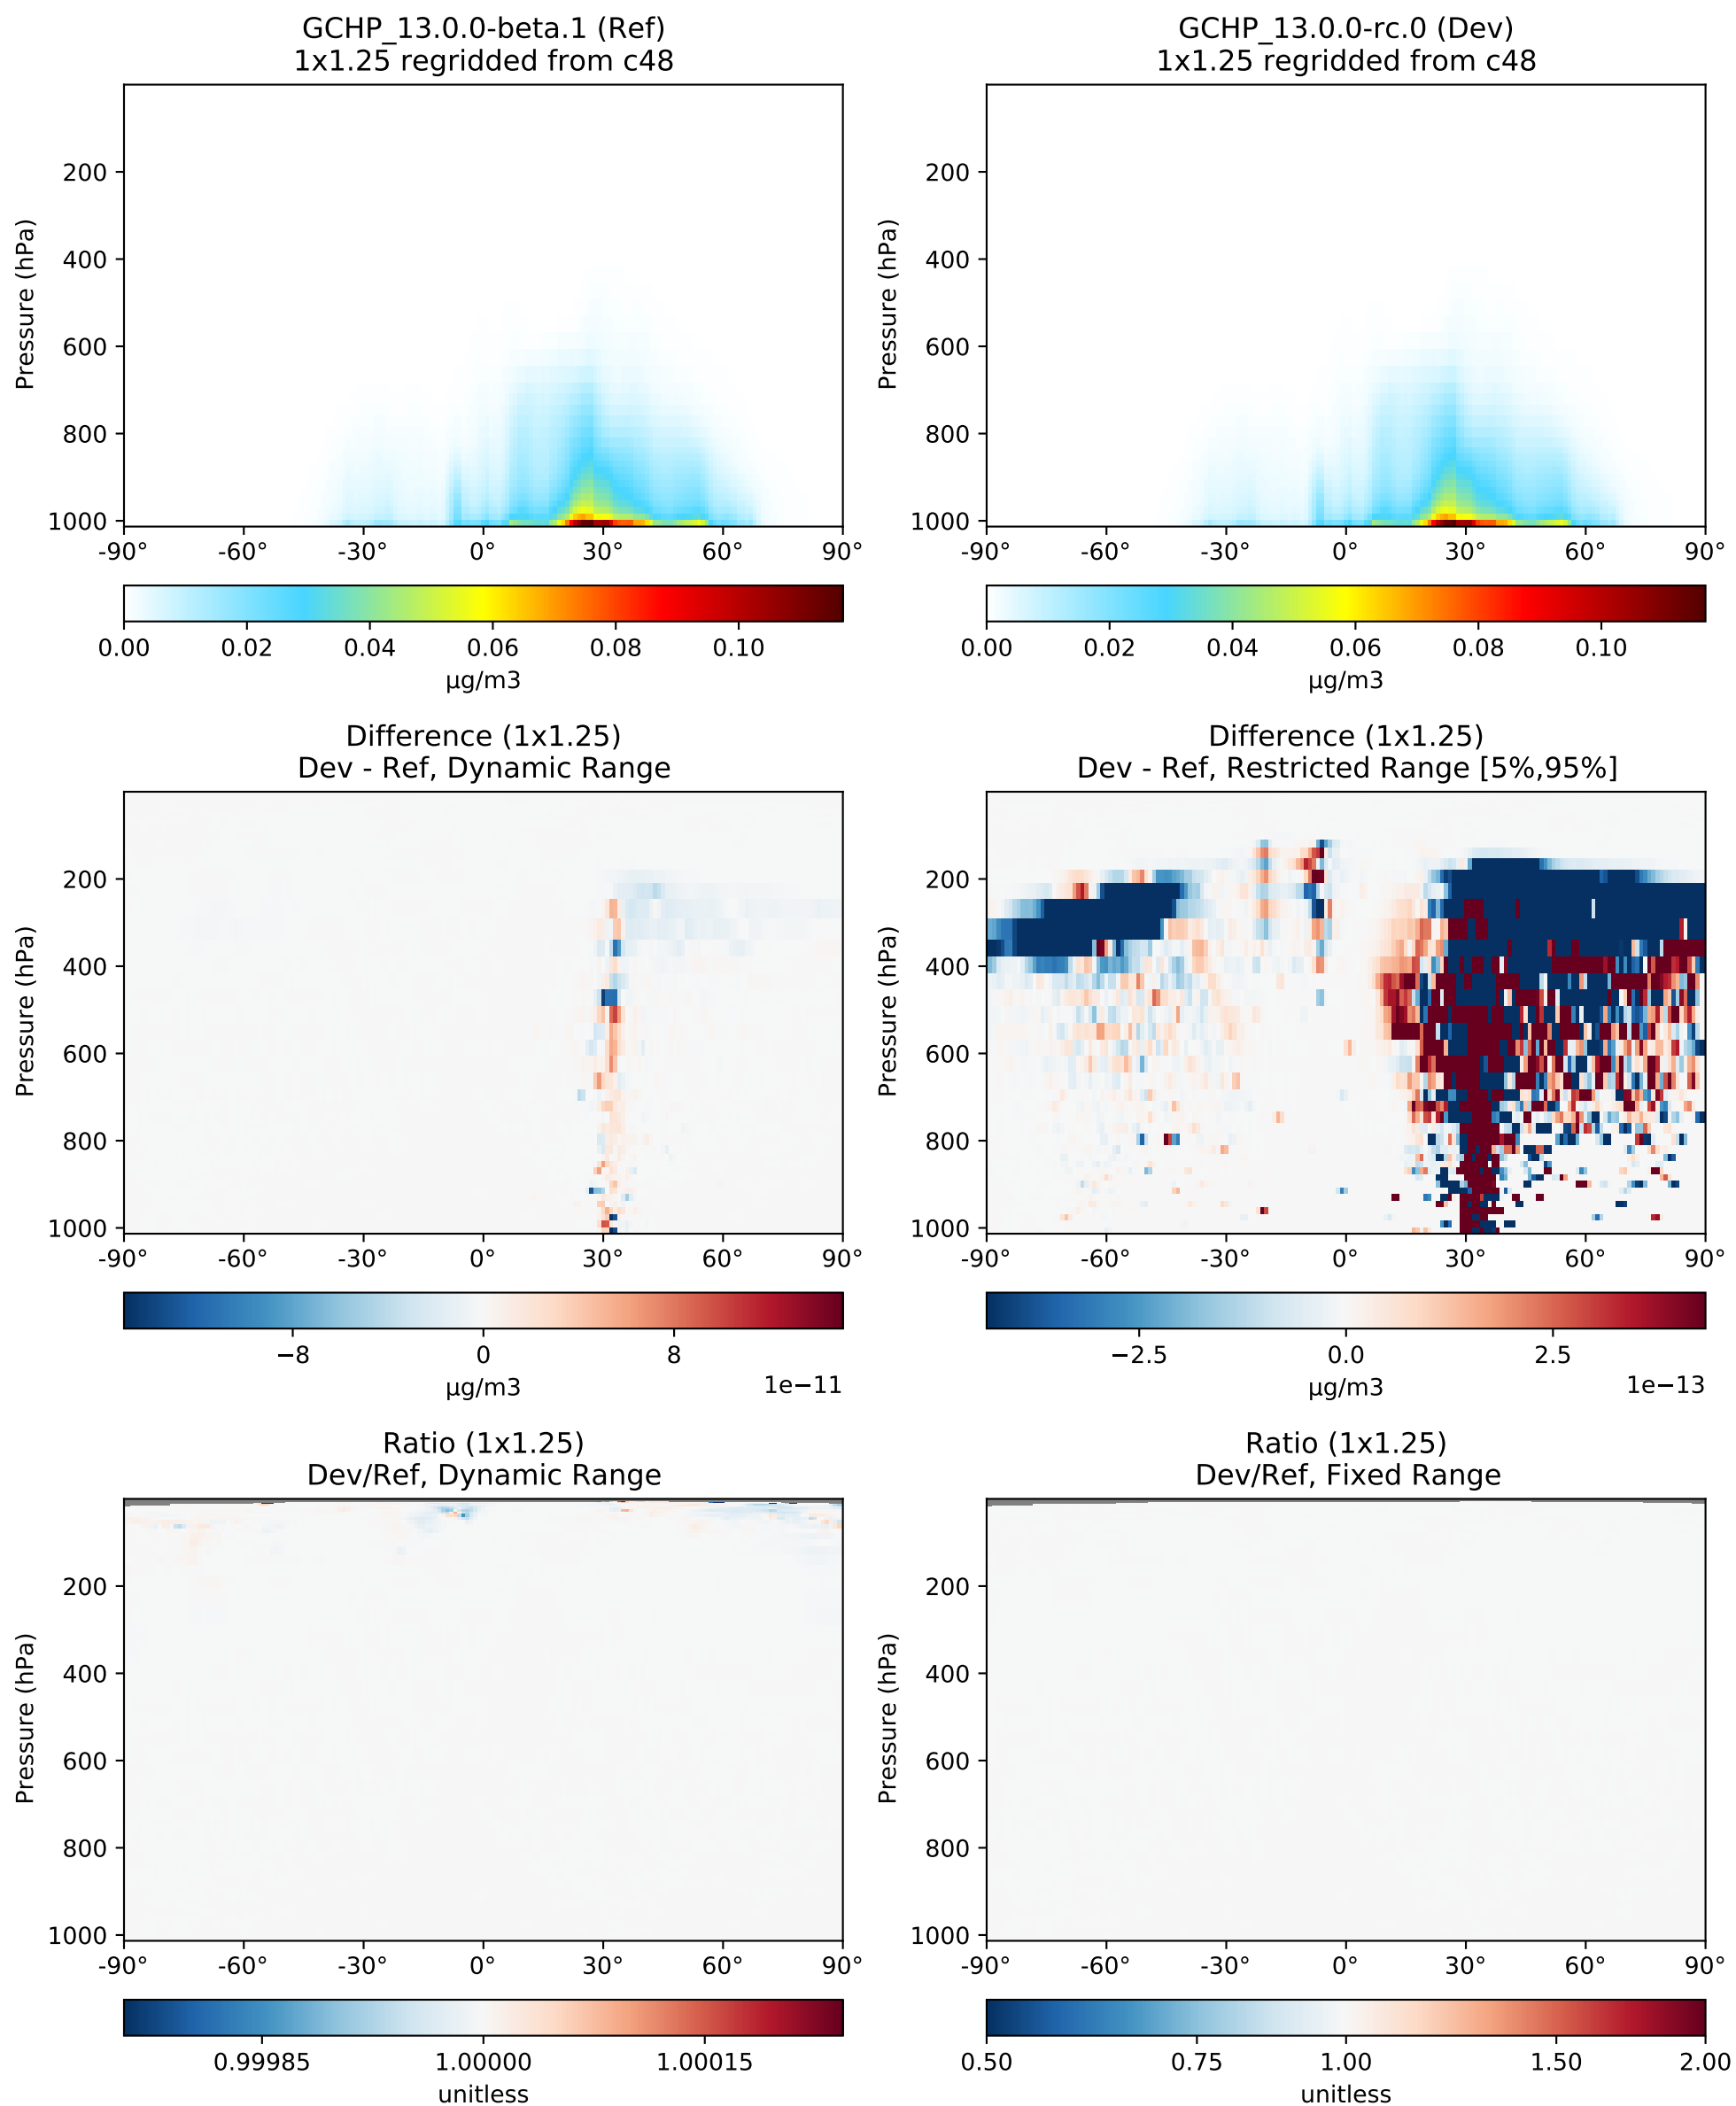 GCHP_13.0.0-beta.1 (Ref)
1x1.25 regridded from c48
Pressure (hPa)
200
400
600
800
1000
-90° -60° -30° 0° 30° 60° 90°
0.00 0.02 0.04 0.06 0.08 0.10
µg/m3
GCHP_13.0.0-rc.0 (Dev)
1x1.25 regridded from c48
Pressure (hPa)
200
400
600
800
1000
-90° -60° -30° 0° 30° 60° 90°
0.00 0.02 0.04 0.06 0.08 0.10
µg/m3
Difference (1x1.25)
Dev - Ref, Dynamic Range
Pressure (hPa)
200
400
600
800
1000
-90° -60° -30° 0° 30° 60° 90°
−8 0 8
µg/m3
1e−11
Difference (1x1.25)
Dev - Ref, Restricted Range [5%,95%]
Pressure (hPa)
200
400
600
800
1000
-90° -60° -30° 0° 30° 60° 90°
−2.5 0.0 2.5
µg/m3
1e−13
Ratio (1x1.25)
Dev/Ref, Dynamic Range
Pressure (hPa)
200
400
600
800
1000
-90° -60° -30° 0° 30° 60° 90°
0.99985 1.00000 1.00015
unitless
Ratio (1x1.25)
Dev/Ref, Fixed Range
Pressure (hPa)
200
400
600
800
1000
-90° -60° -30° 0° 30° 60° 90°
0.50 0.75 1.00 1.50 2.00
unitless